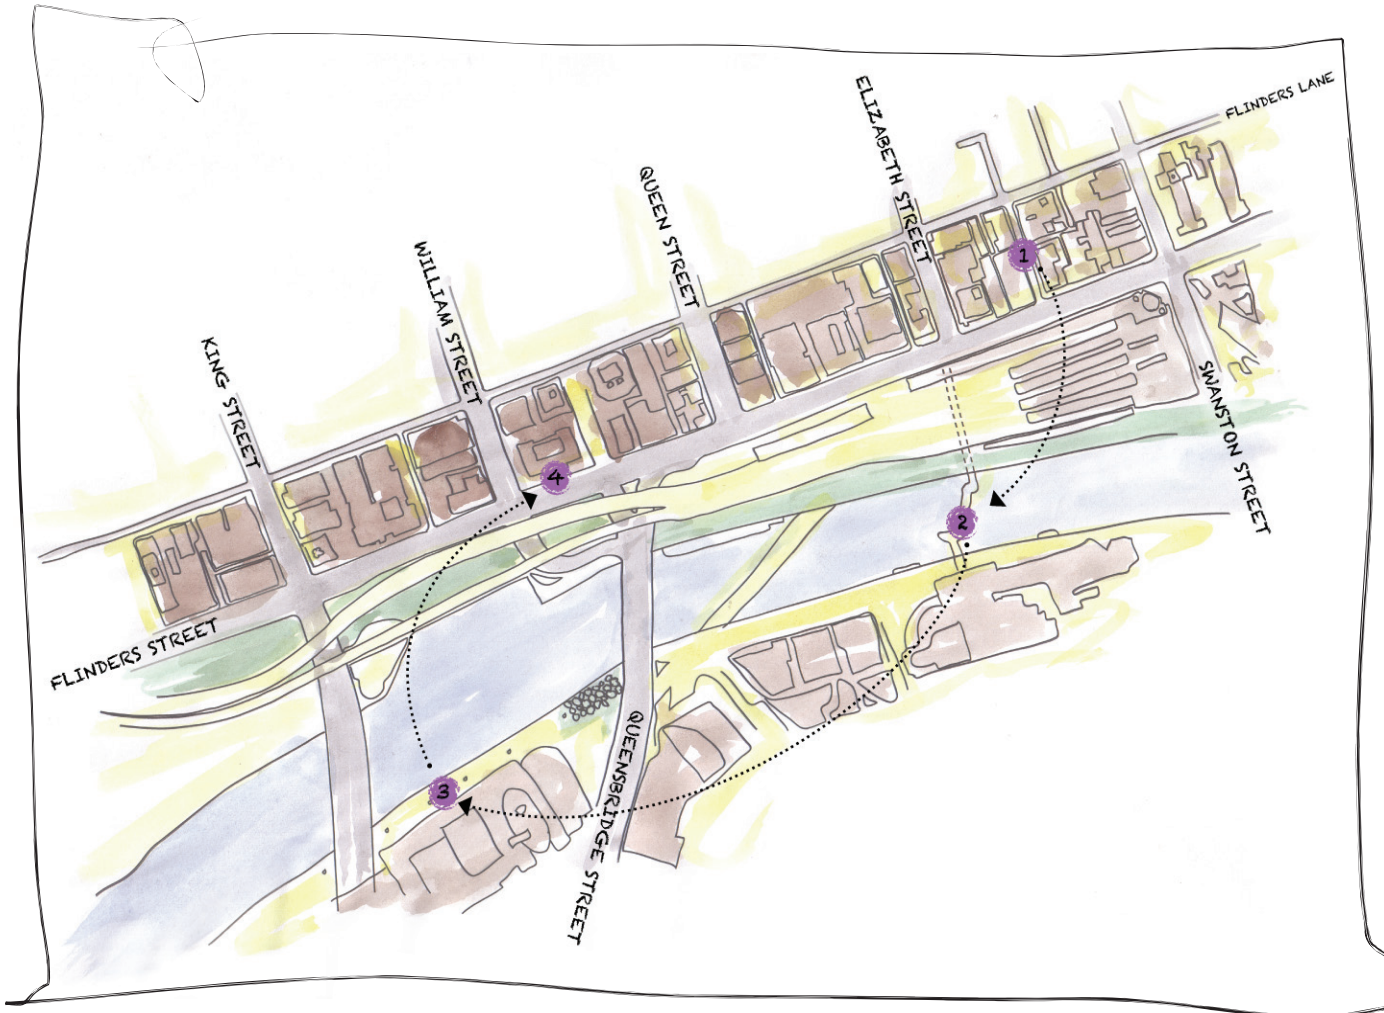 FLINDERS LANE
ELIZABETH STREET
QUEEN STREET
WILLIAM STREET
KING STREET
1
SWANSTON STREET
4
2
FLINDERS STREET
3
QUEENSBRIDGE STREET